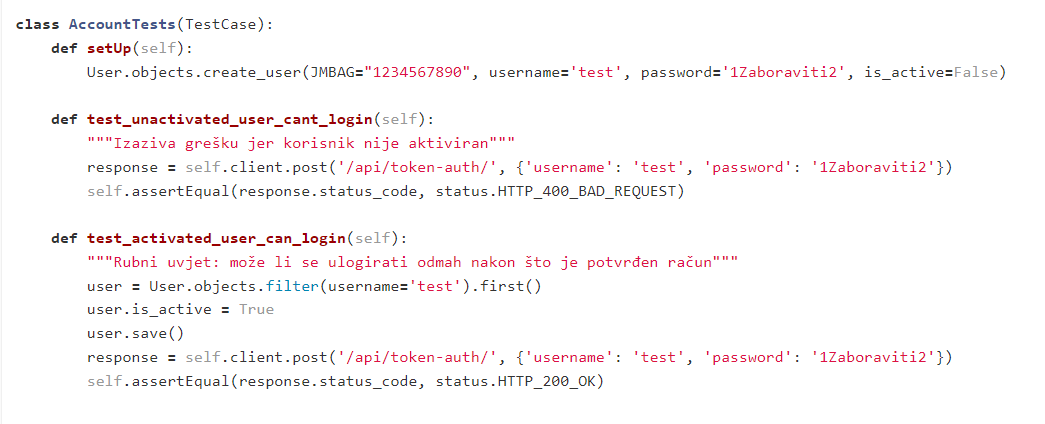 class AccountTests(TestCase):
    def setUp(self):
        User.objects.create_user(JMBAG="1234567890", username='test', password='1Zaboraviti2', is_active=False)
    def test_unactivated_user_cant_login(self):
        """Izaziva grešku jer korisnik nije aktiviran"""
        response = self.client.post('/api/token-auth/', {'username': 'test', 'password': '1Zaboraviti2'})
        self.assertEqual(response.status_code, status.HTTP_400_BAD_REQUEST)
    def test_activated_user_can_login(self):
        """Rubni uvjet: može li se ulogirati odmah nakon što je potvrđen račun"""
        user = User.objects.filter(username='test').first()
        user.is_active = True
        user.save()
        response = self.client.post('/api/token-auth/', {'username': 'test', 'password': '1Zaboraviti2'})
        self.assertEqual(response.status_code, status.HTTP_200_OK)